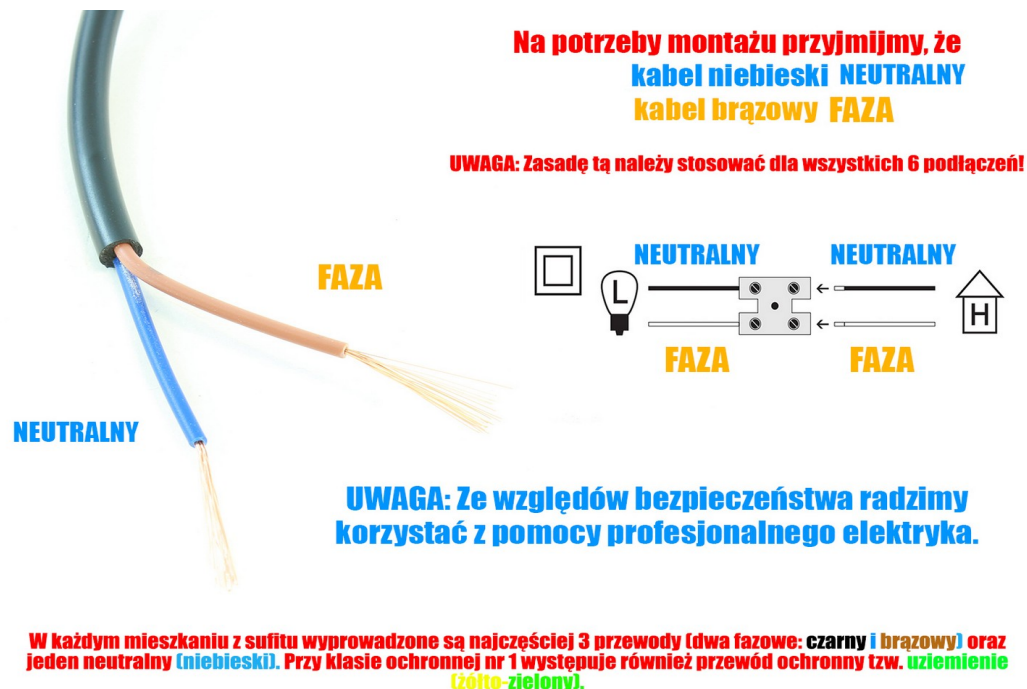 Na potrzeby montażu przyjmijmy, że
kabel niebieski NEUTRALNY
kabel brązowy FAZA
UWAGA: Zasadę tą należy stosować dla wszystkich 6 podłączeń!
NEUTRALNY NEUTRALNY
L
H
FAZA FAZA
FAZA
NEUTRALNY
UWAGA: Ze względów bezpieczeństwa radzimy
korzystać z pomocy profesjonalnego elektryka.
W każdym mieszkaniu z sufitu wyprowadzone są najczęściej 3 przewody (dwa fazowe: czarny i brązowy) oraz
jeden neutralny (niebieski). Przy klasie ochronnej nr 1 występuje również przewód ochronny tzw. uziemienie
(żółto-zielony).